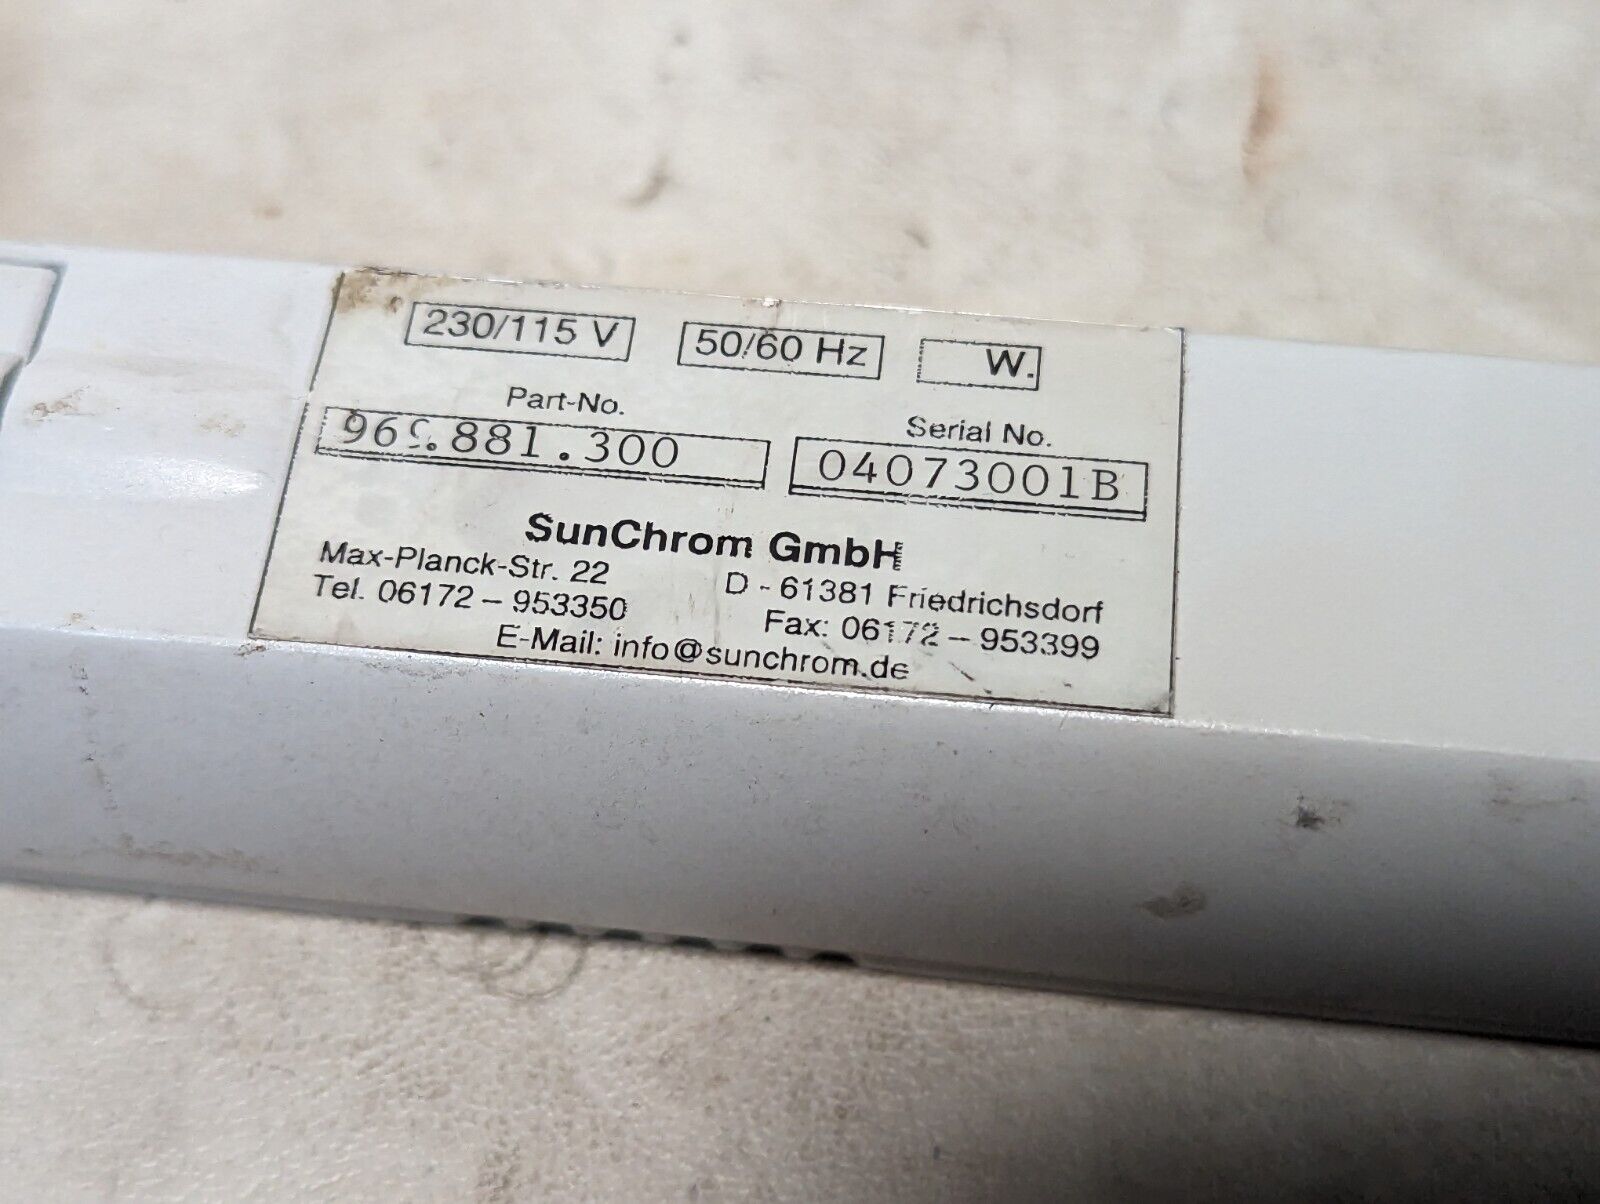 230/115 V 50/60 Hz W.
Part-No. Serial No.
969.881.300 04073001B
SunChrom GmbH
Max-Planck-Str. 22 D - 61381 Friedrichsdorf
Tel. 06172 – 953350 Fax: 06172 – 953399
E-Mail: info@sunchrom.de